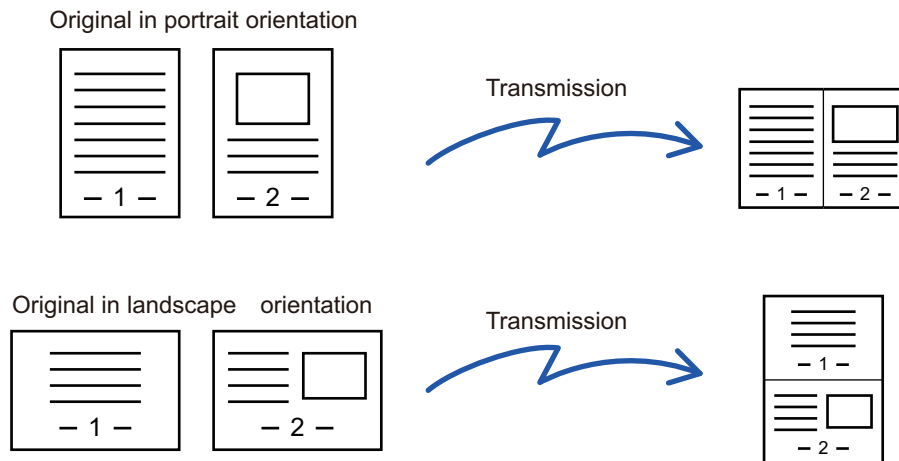 Original in portrait orientation
Transmission
– 1 –
– 2 –
– 1 –
– 2 –
Original in landscape orientation
Transmission
– 1 –
– 2 –
– 1 –
– 2 –